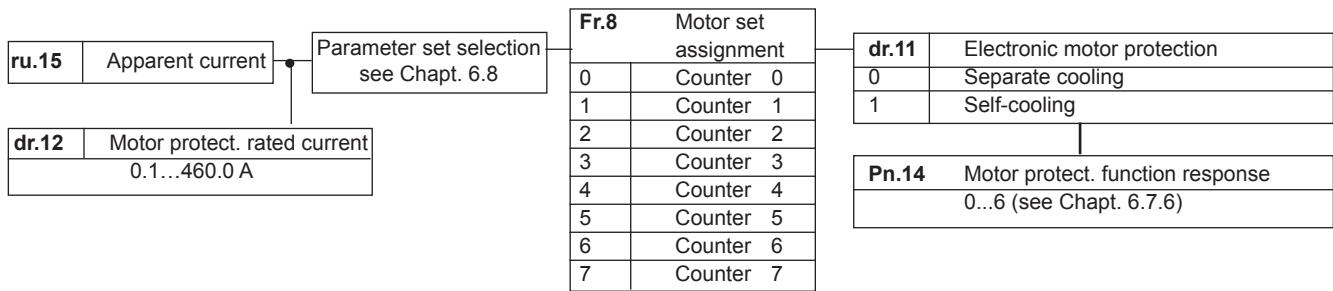 ru.15 Apparent current
dr.12 Motor protect. rated current
0.1…460.0 A
Parameter set selection
see Chapt. 6.8
Fr.8 Motor set
assignment
0 Counter 0
1 Counter 1
2 Counter 2
3 Counter 3
4 Counter 4
5 Counter 5
6 Counter 6
7 Counter 7
dr.11 Electronic motor protection
0 Separate cooling
1 Self-cooling
Pn.14 Motor protect. function response
0...6 (see Chapt. 6.7.6)